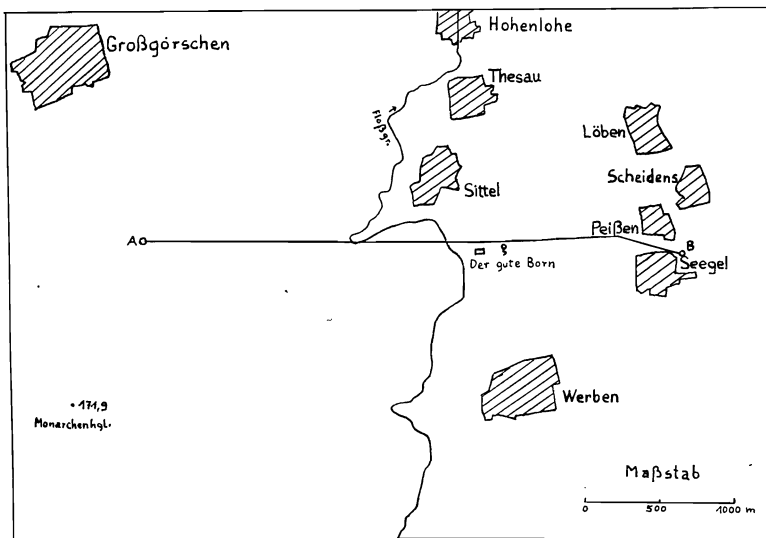 Hohenlohe
Großgörschen
Thesau
Floßgr.
Löben
Sittel
Scheidens
Peißen
A
B
Der gute Born
Seegel
Werben
171,9
Monarchenhgl.
Maßstab
0 500 1000 m